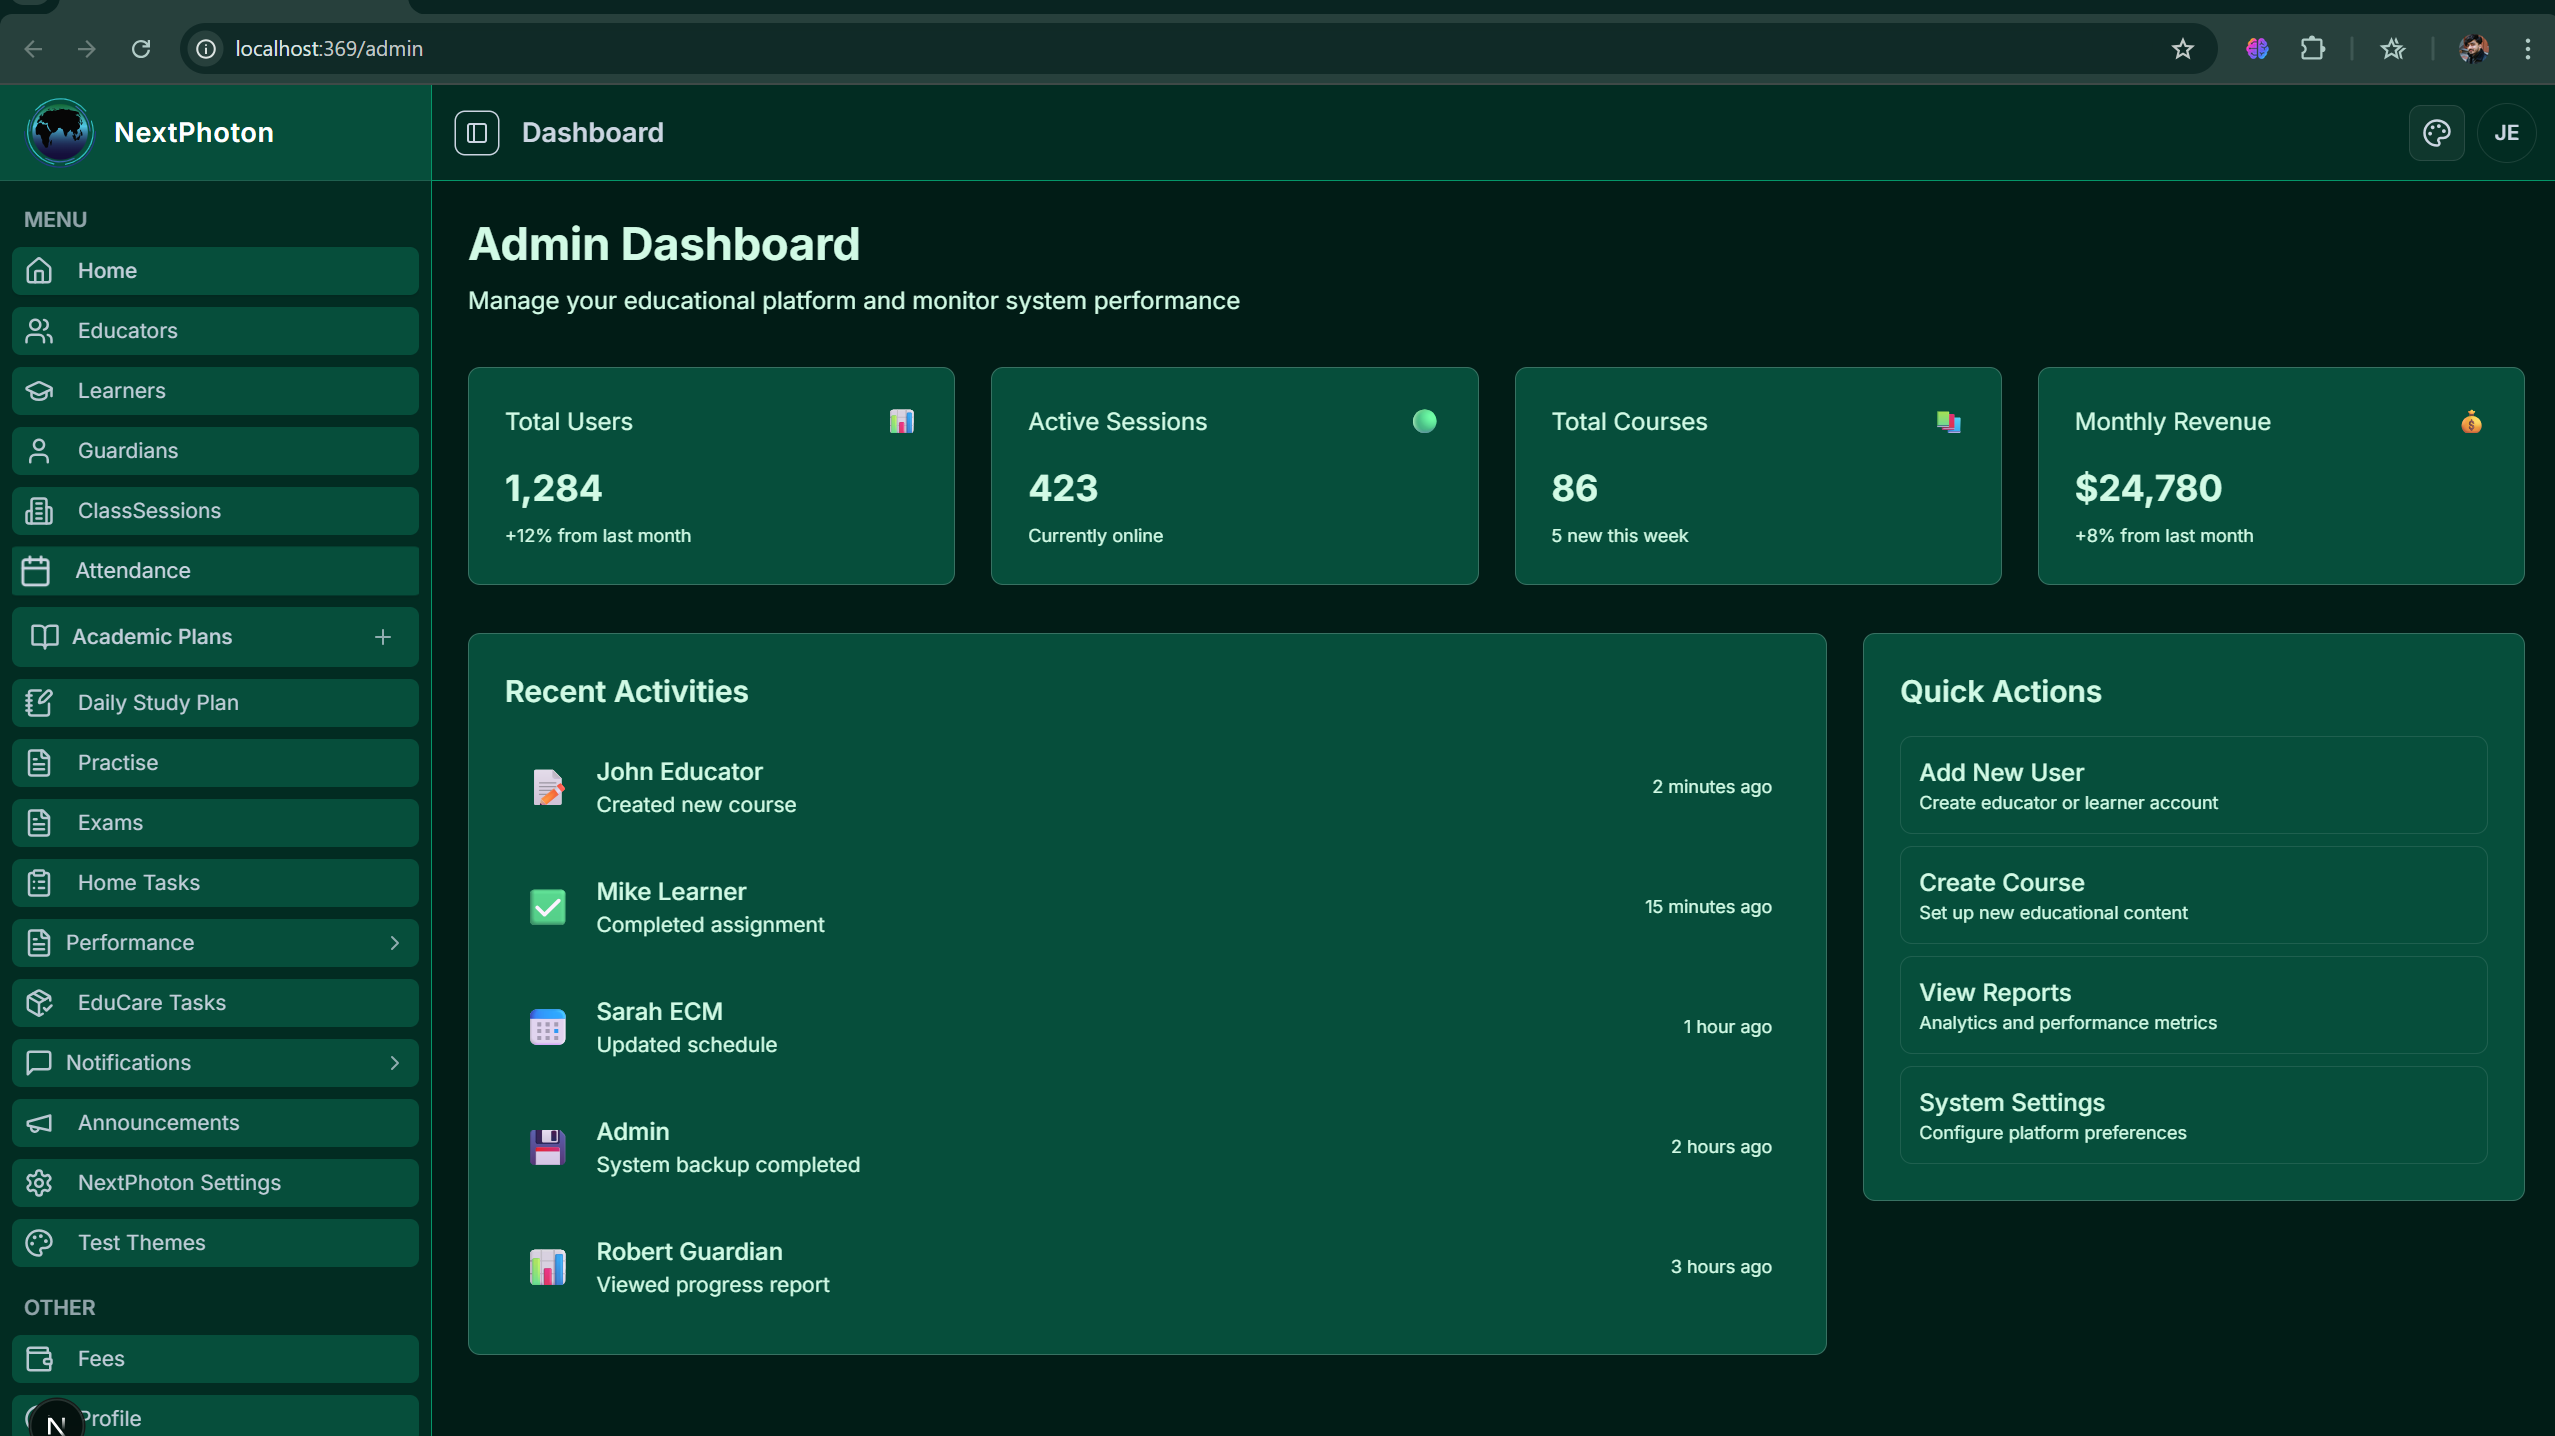 localhost:369/admin
NextPhoton
Dashboard
JE
MENU
Home
Educators
Learners
Guardians
ClassSessions
Attendance
Academic Plans
Daily Study Plan
Practise
Exams
Home Tasks
Performance
EduCare Tasks
Notifications
Announcements
NextPhoton Settings
Test Themes
OTHER
Fees
Profile
N
Admin Dashboard
Manage your educational platform and monitor system performance
Total Users
1,284
+12% from last month
Active Sessions
423
Currently online
Total Courses
86
5 new this week
Monthly Revenue
$24,780
+8% from last month
Recent Activities
John Educator
Created new course
2 minutes ago
Mike Learner
Completed assignment
15 minutes ago
Sarah ECM
Updated schedule
1 hour ago
Admin
System backup completed
2 hours ago
Robert Guardian
Viewed progress report
3 hours ago
Quick Actions
Add New User
Create educator or learner account
Create Course
Set up new educational content
View Reports
Analytics and performance metrics
System Settings
Configure platform preferences